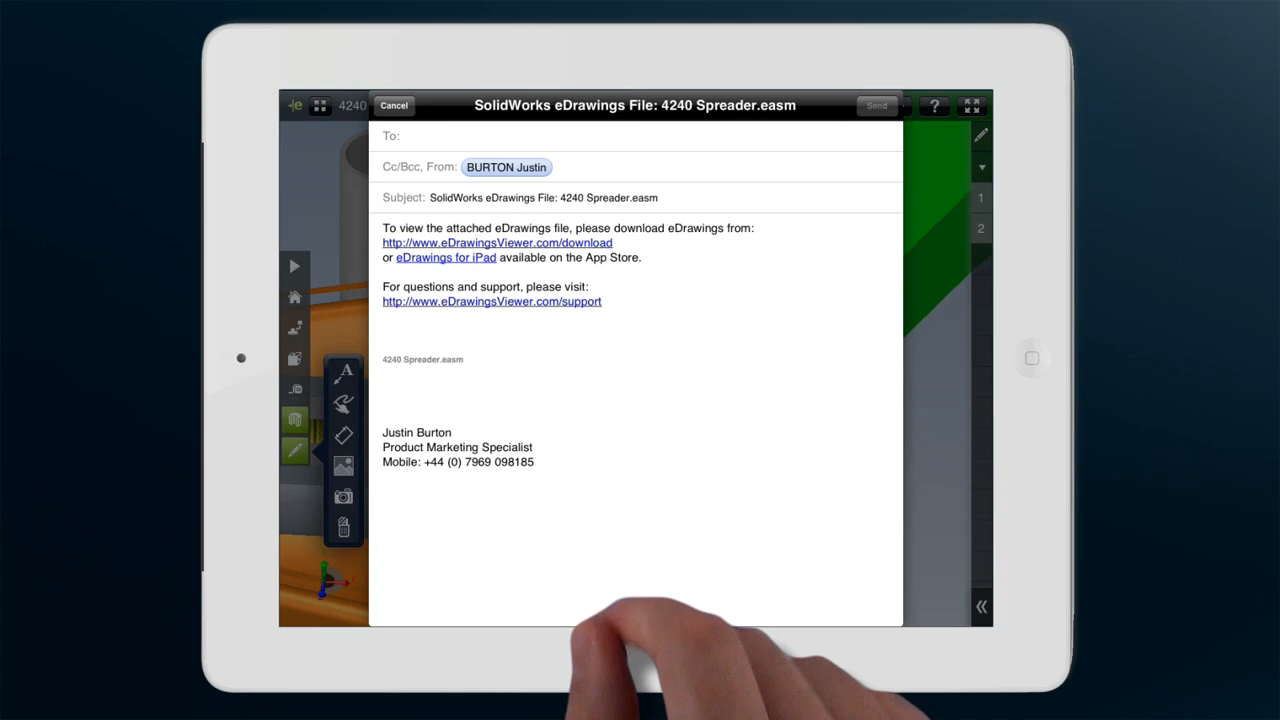 4240 Cancel SolidWorks eDrawings File: 4240 Spreader.easm Send ?
To:
Cc/Bcc, From: BURTON Justin
Subject: SolidWorks eDrawings File: 4240 Spreader.easm
1
To view the attached eDrawings file, please download eDrawings from:
2
http://www.eDrawingsViewer.com/download
or eDrawings for iPad available on the App Store.
For questions and support, please visit:
http://www.eDrawingsViewer.com/support
4240 Spreader.easm
A
Justin Burton
Product Marketing Specialist
Mobile: +44 (0) 7969 098185